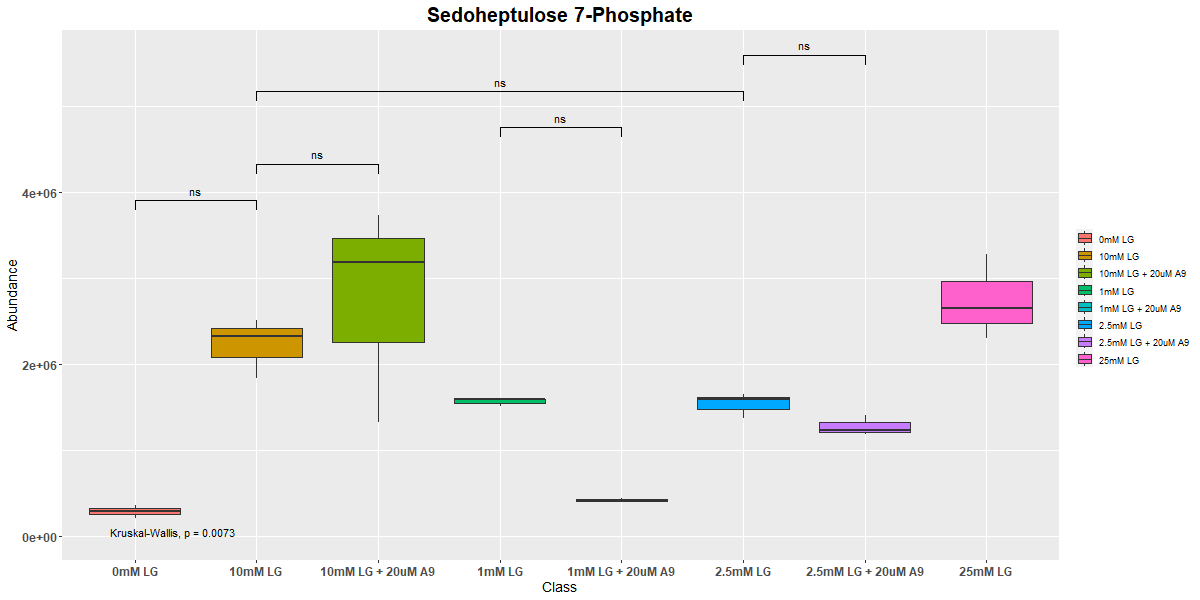 Sedoheptulose 7-Phosphate
ns
ns
ns
ns
ns
4e+06
2e+06
0e+00
Abundance
Kruskal-Wallis, p = 0.0073
0mM LG
10mM LG
10mM LG + 20uM A9
1mM LG
1mM LG + 20uM A9
2.5mM LG
2.5mM LG + 20uM A9
25mM LG
Class
0mM LG
10mM LG
10mM LG + 20uM A9
1mM LG
1mM LG + 20uM A9
2.5mM LG
2.5mM LG + 20uM A9
25mM LG